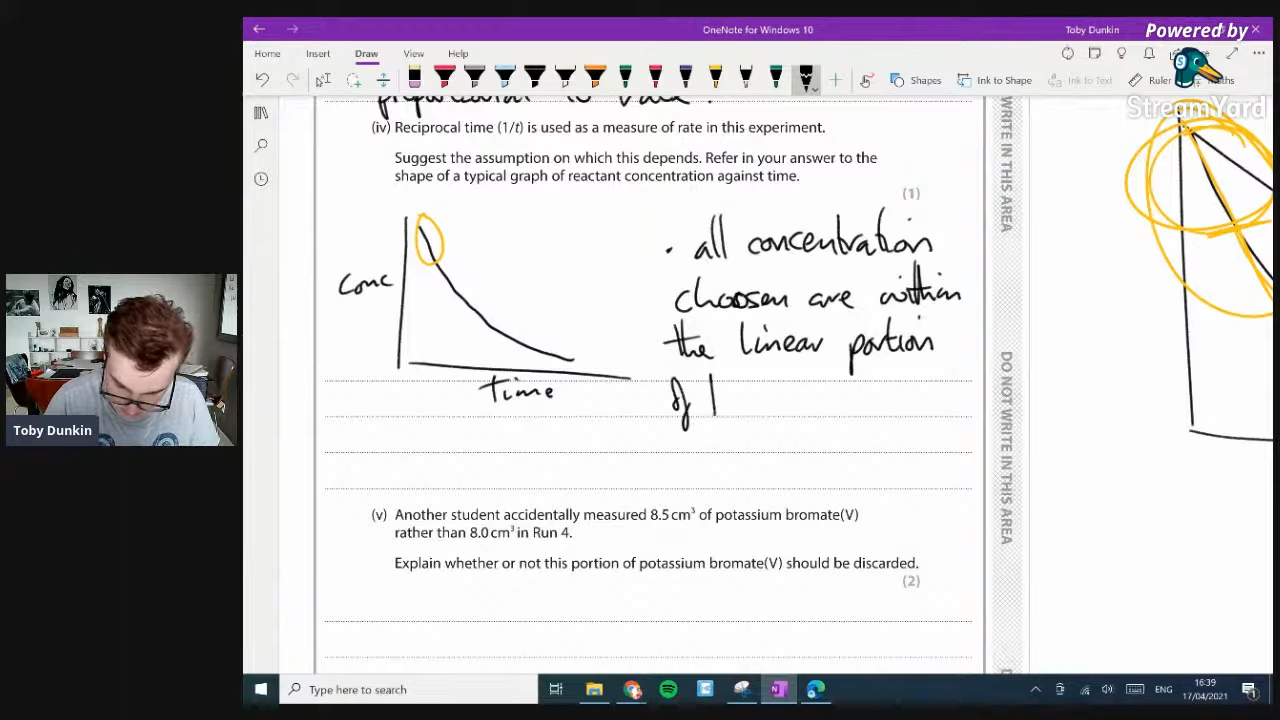 OneNote for Windows 10
Toby Dunkin
Powered by
Home Insert Draw View Help
Shapes
Ink to Shape
Ink to Text
Ruler
StreamYard
proportional to rate.
(iv) Reciprocal time (1/t) is used as a measure of rate in this experiment.
Suggest the assumption on which this depends. Refer in your answer to the
shape of a typical graph of reactant concentration against time.
(1)
WRITE IN THIS AREA
conc
time
· all concentration
choosen are within
the linear portion
of
DO NOT WRITE IN THIS AREA
Toby Dunkin
(v) Another student accidentally measured 8.5 cm³ of potassium bromate(V)
rather than 8.0 cm³ in Run 4.
Explain whether or not this portion of potassium bromate(V) should be discarded.
(2)
D
Type here to search
ENG
16:39
17/04/2021